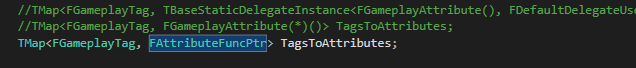 //TMap<FGameplayTag, TBaseStaticDelegateInstance<FGameplayAttribute(), FDefaultDelegateUse
//TMap<FGameplayTag, FGameplayAttribute(*)()> TagsToAttributes;
TMap<FGameplayTag, FAttributeFuncPtr> TagsToAttributes;